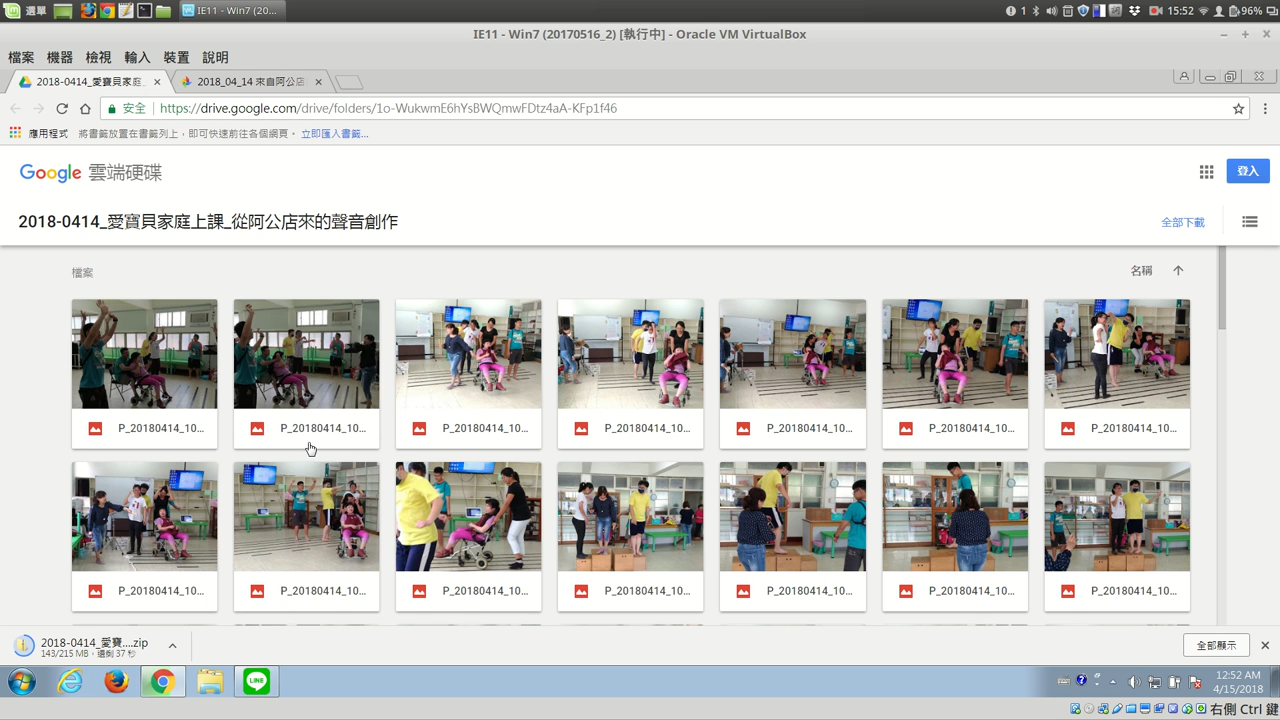 選單
IE11 - Win7 (20...
1
15:52
96%
IE11 - Win7 (20170516_2) [執行中] - Oracle VM VirtualBox
檔案 機器 檢視 輸入 裝置 說明
2018-0414_愛寶貝家庭
2018_04_14 來自阿公店
安全 https://drive.google.com/drive/folders/1o-WukwmE6hYsBWQmwFDtz4aA-KFp1f46
應用程式 將書籤放置在書籤列上，即可快速前往各個網頁。 立即匯入書籤...
Google 雲端硬碟
登入
2018-0414_愛寶貝家庭上課_從阿公店來的聲音創作
全部下載
檔案
名稱
P_20180414_10...
P_20180414_10...
P_20180414_10...
P_20180414_10...
P_20180414_10...
P_20180414_10...
P_20180414_10...
P_20180414_10...
P_20180414_10...
P_20180414_10...
P_20180414_10...
P_20180414_10...
P_20180414_10...
P_20180414_10...
2018-0414_愛寶....zip
143/215 MB，還剩 37 秒
全部顯示
LINE
12:52 AM
4/15/2018
右側 Ctrl 鍵